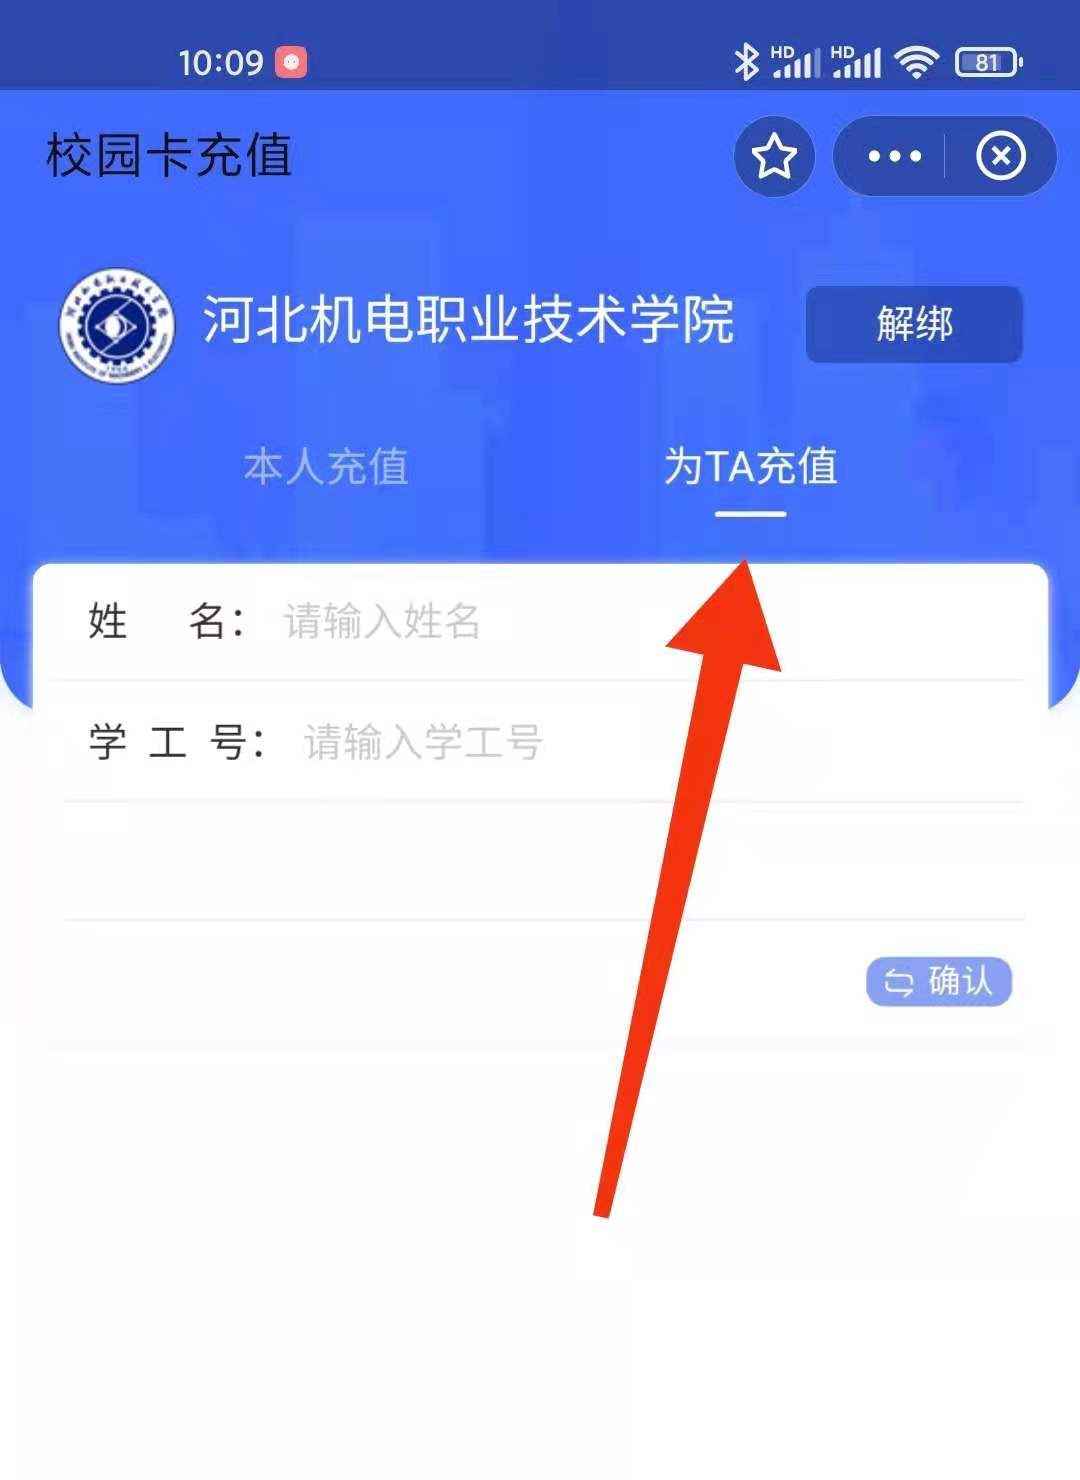 10:09 HD HD 81
校园卡充值
河北机电职业技术学院 解绑
本人充值 为TA充值
姓 名： 请输入姓名
学 工 号： 请输入学工号
确认